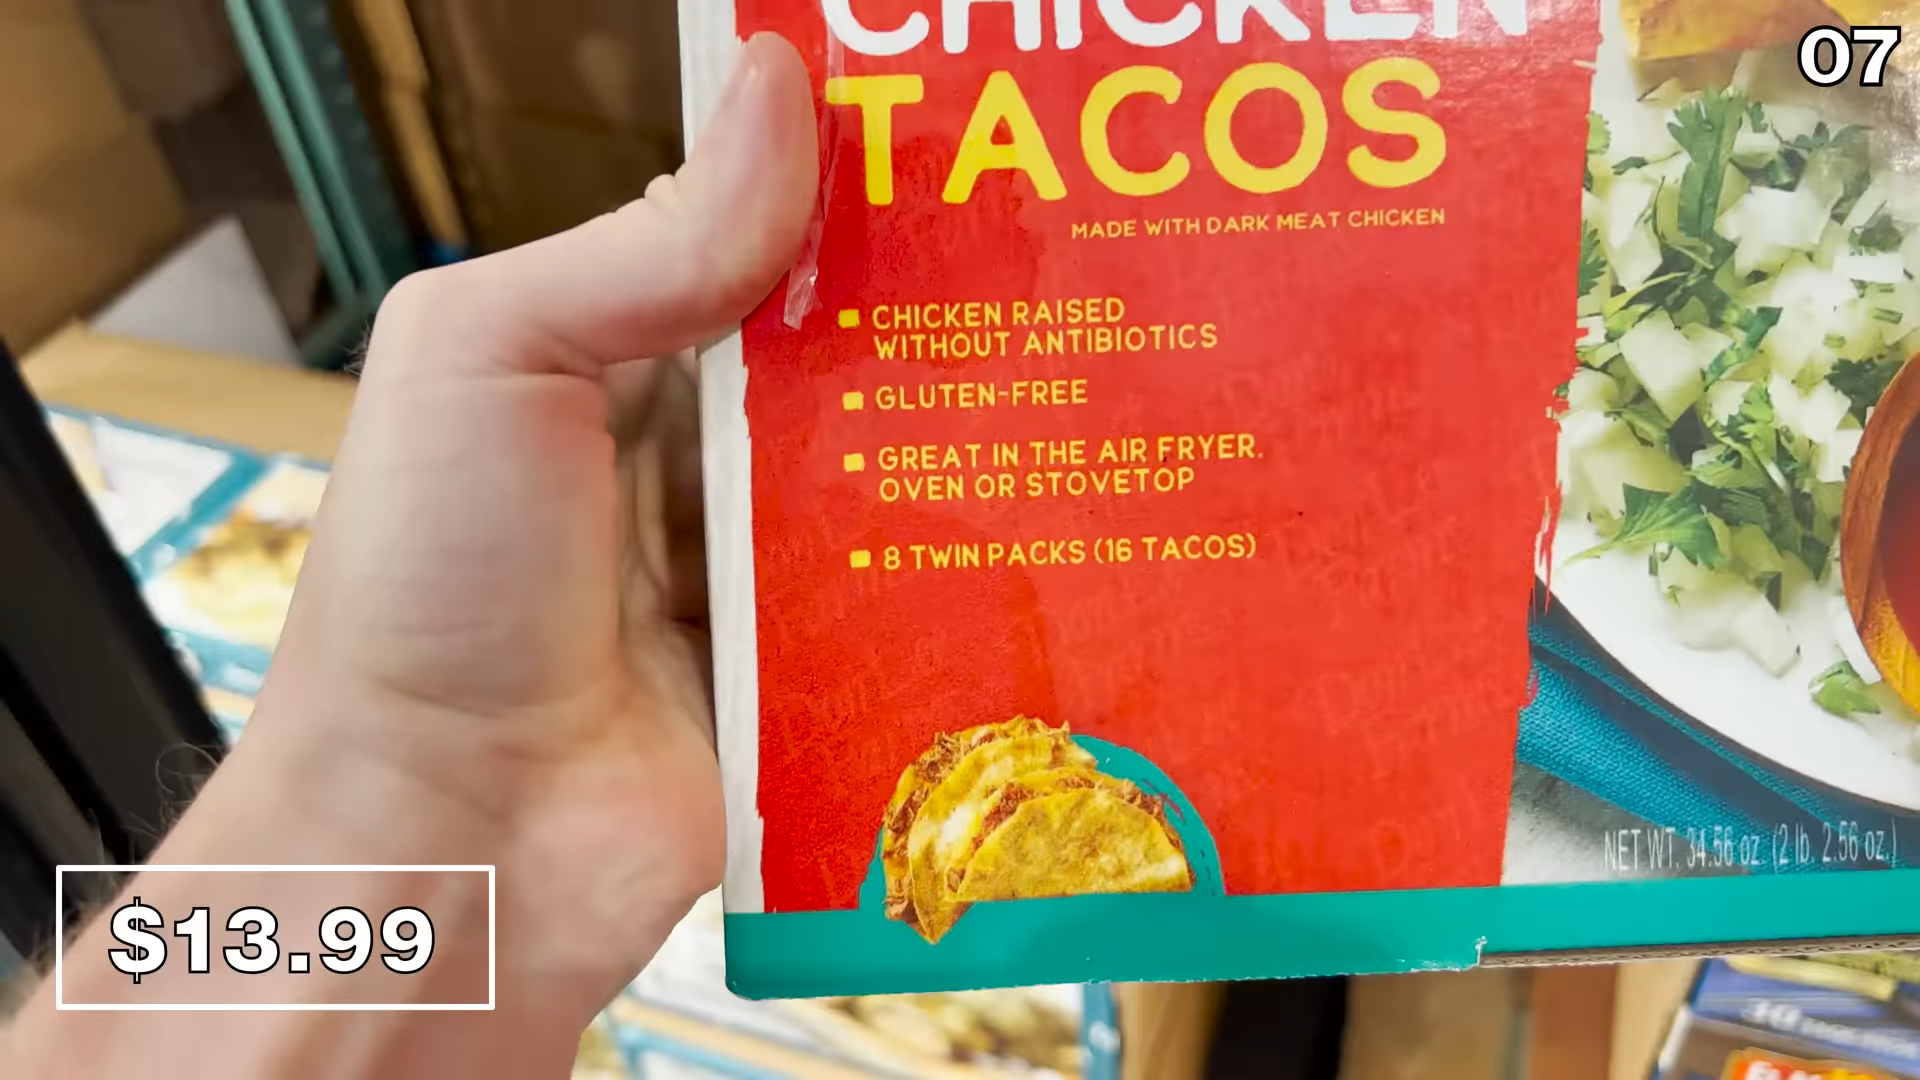 07
CHICKEN
TACOS
MADE WITH DARK MEAT CHICKEN
CHICKEN RAISED
WITHOUT ANTIBIOTICS
GLUTEN-FREE
GREAT IN THE AIR FRYER,
OVEN OR STOVETOP
8 TWIN PACKS (16 TACOS)
NET WT. 34.56 oz. (2 lb. 2.56 oz.)
$13.99
30